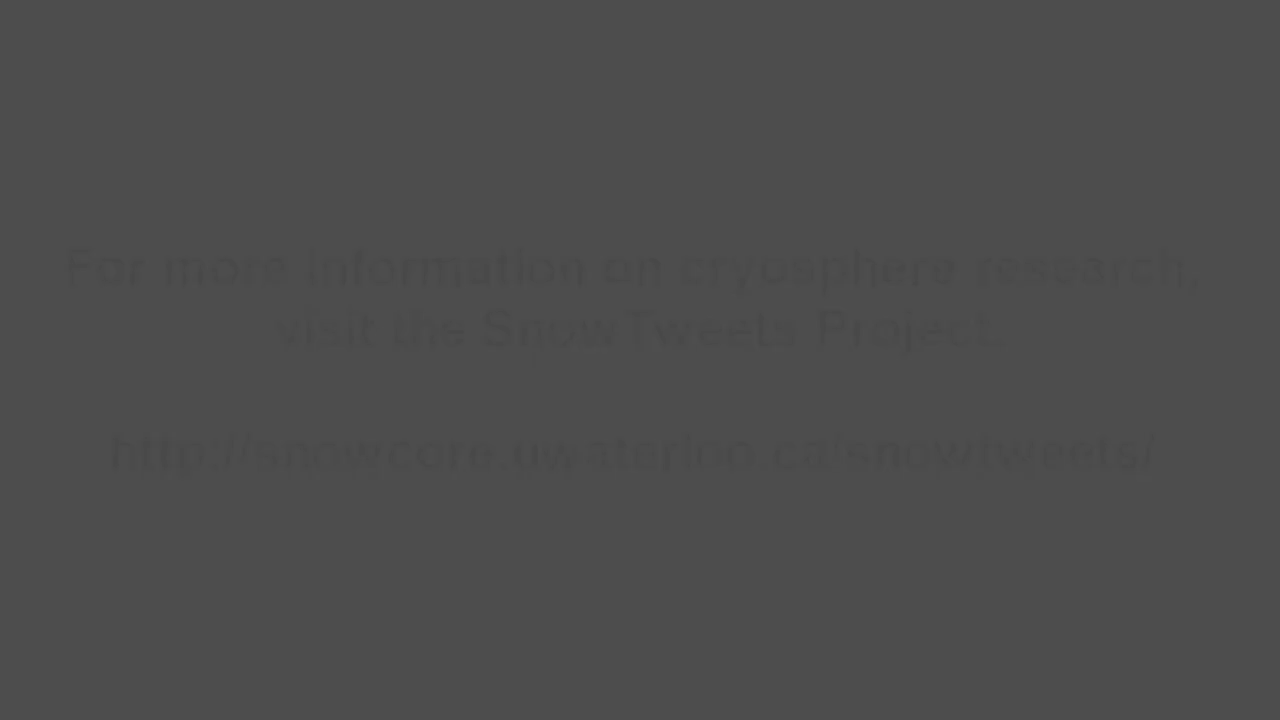 For more information on cryosphere research,
visit the SnowTweets Project.
http://snowcore.uwaterloo.ca/snowtweets/